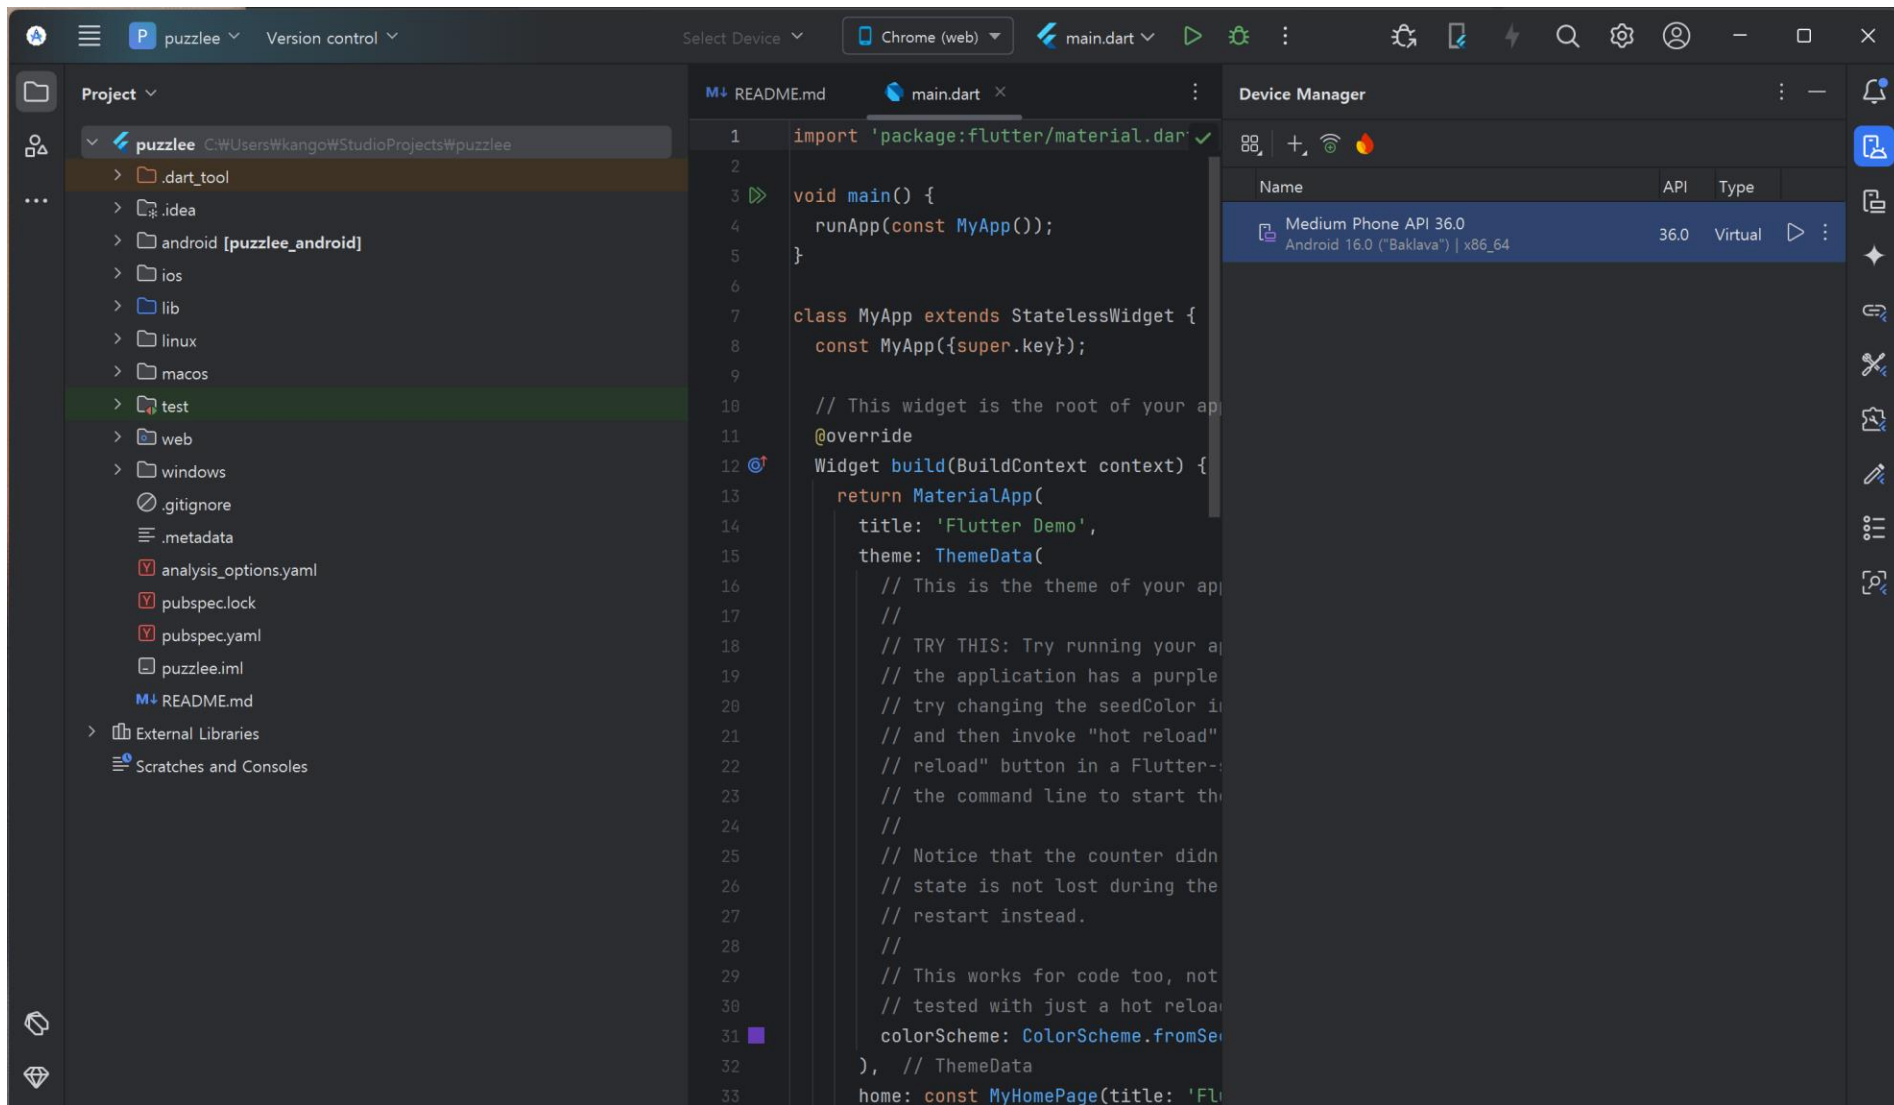 P puzzlee Version control Select Device Chrome (web) main.dart
Project
puzzlee C:₩Users₩kango₩StudioProjects₩puzzlee
.dart_tool
.idea
android [puzzlee_android]
ios
lib
linux
macos
test
web
windows
.gitignore
.metadata
analysis_options.yaml
pubspec.lock
pubspec.yaml
puzzlee.iml
README.md
External Libraries
Scratches and Consoles
README.md main.dart
1 import 'package:flutter/material.dar
2
3 void main() {
4 runApp(const MyApp());
5 }
6
7 class MyApp extends StatelessWidget {
8 const MyApp({super.key});
9
10 // This widget is the root of your ap
11 @override
12 Widget build(BuildContext context) {
13 return MaterialApp(
14 title: 'Flutter Demo',
15 theme: ThemeData(
16 // This is the theme of your ap
17 //
18 // TRY THIS: Try running your a
19 // the application has a purple
20 // try changing the seedColor i
21 // and then invoke "hot reload"
22 // reload" button in a Flutter-
23 // the command line to start th
24 //
25 // Notice that the counter didn
26 // state is not lost during the
27 // restart instead.
28 //
29 // This works for code too, not
30 // tested with just a hot reloa
31 colorScheme: ColorScheme.fromSe
32 ), // ThemeData
33 home: const MyHomePage(title: 'Fl
Device Manager
Name API Type
Medium Phone API 36.0
Android 16.0 ("Baklava") | x86_64
36.0 Virtual